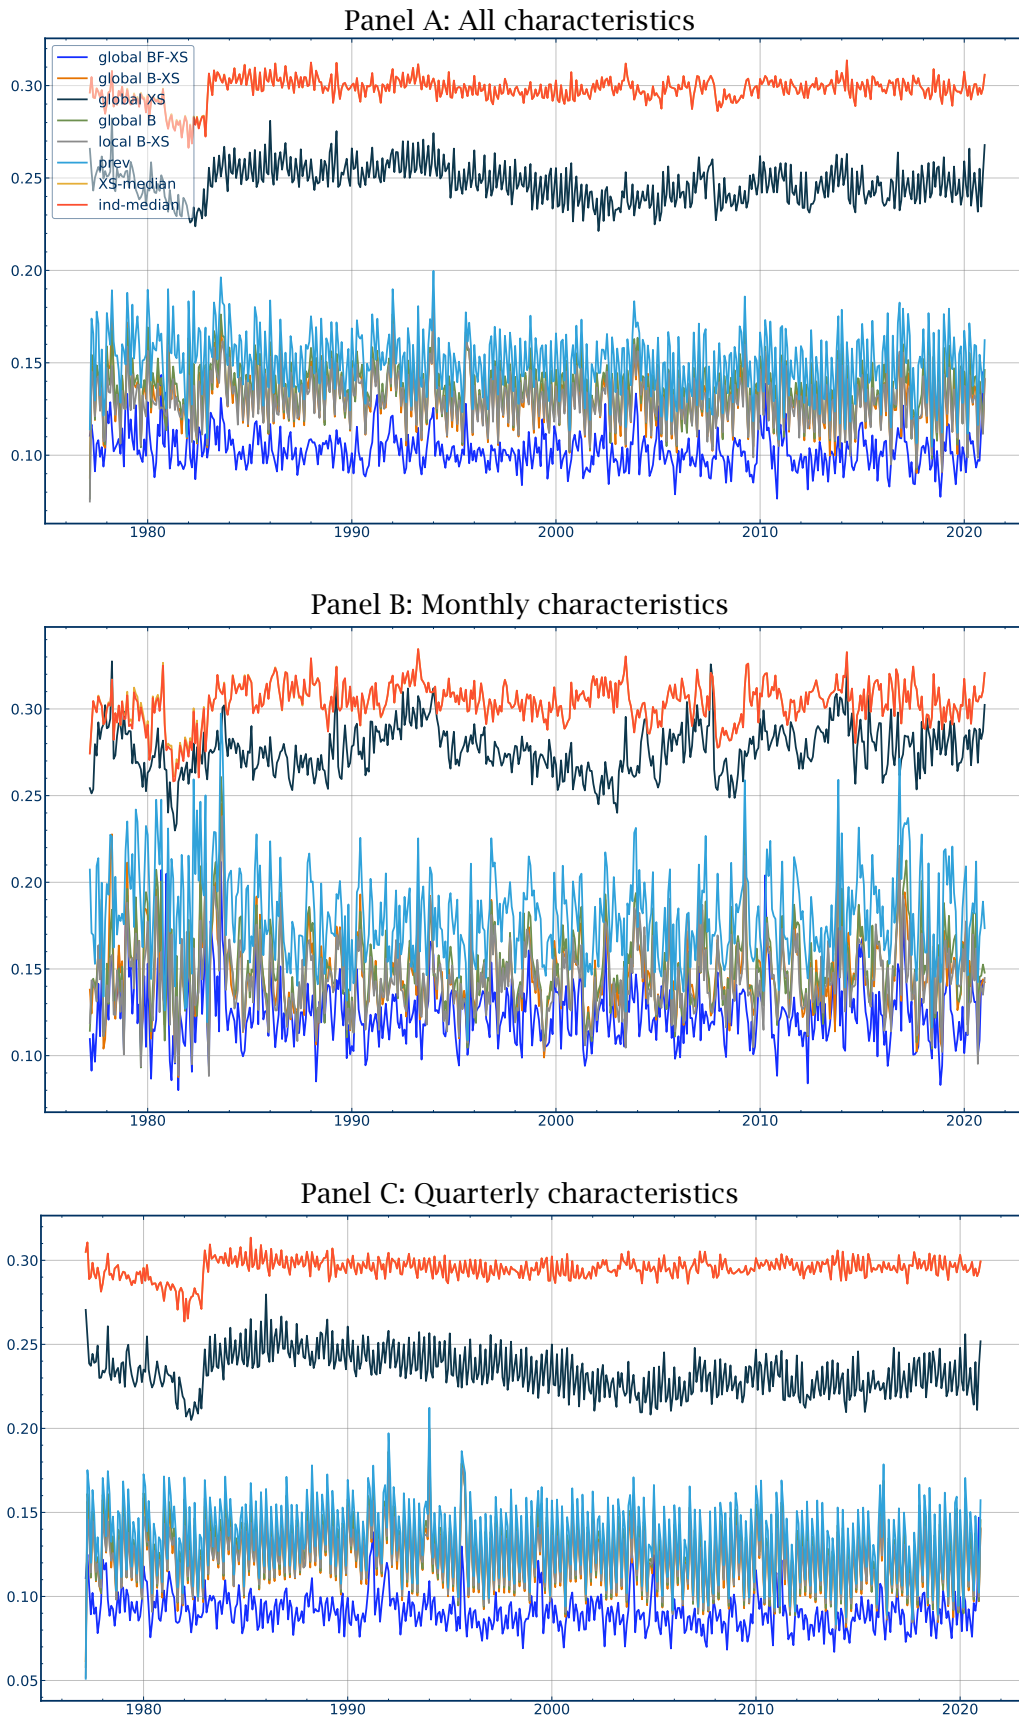 Panel A: All characteristics
global BF-XS
global B-XS
global XS
global B
local B-XS
prev
XS-median
ind-median
0.30
0.25
0.20
0.15
0.10
1980 1990 2000 2010 2020
Panel B: Monthly characteristics
0.30
0.25
0.20
0.15
0.10
1980 1990 2000 2010 2020
Panel C: Quarterly characteristics
0.30
0.25
0.20
0.15
0.10
0.05
1980 1990 2000 2010 2020